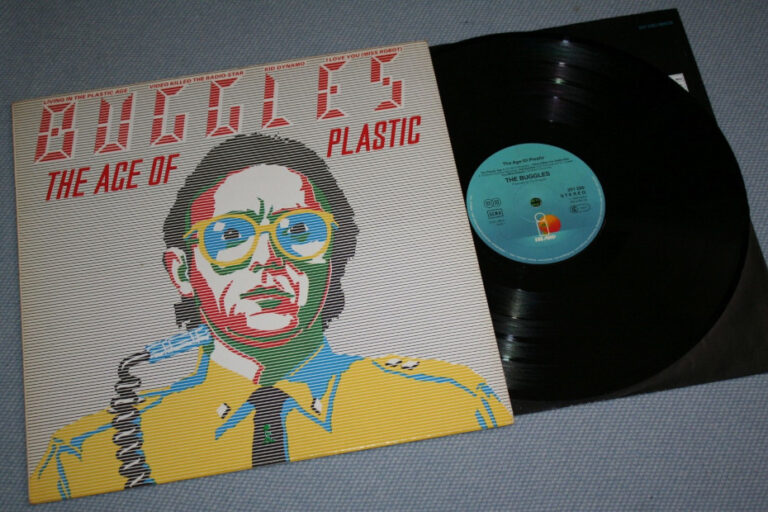 LIVING IN THE PLASTIC AGE VIDEO KILLED THE RADIO STAR KID DYNAMO I LOVE YOU (MISS ROBOT)
BUGGLES
THE AGE OF PLASTIC
The Age Of Plastic
THE BUGGLES
STEREO
ISLAND